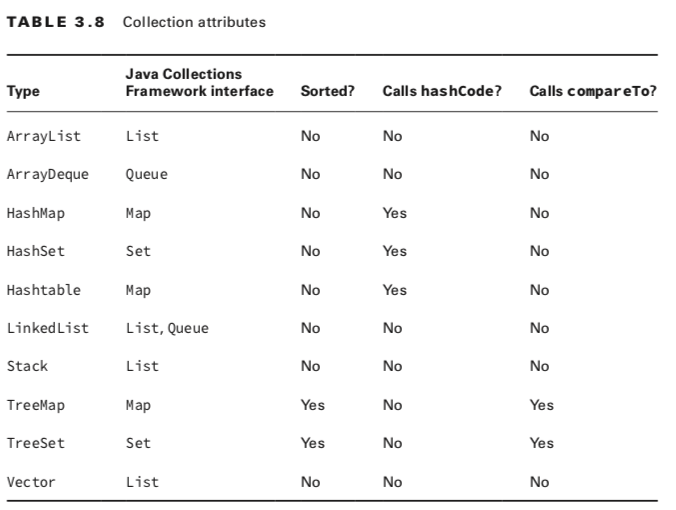 TABLE 3.8 Collection attributes
Java Collections
Type Framework interface Sorted? Calls hashCode? Calls compareTo?
ArrayList List No No No
ArrayDeque Queue No No No
HashMap Map No Yes No
HashSet Set No Yes No
Hashtable Map No Yes No
LinkedList List, Queue No No No
Stack List No No No
TreeMap Map Yes No Yes
TreeSet Set Yes No Yes
Vector List No No No